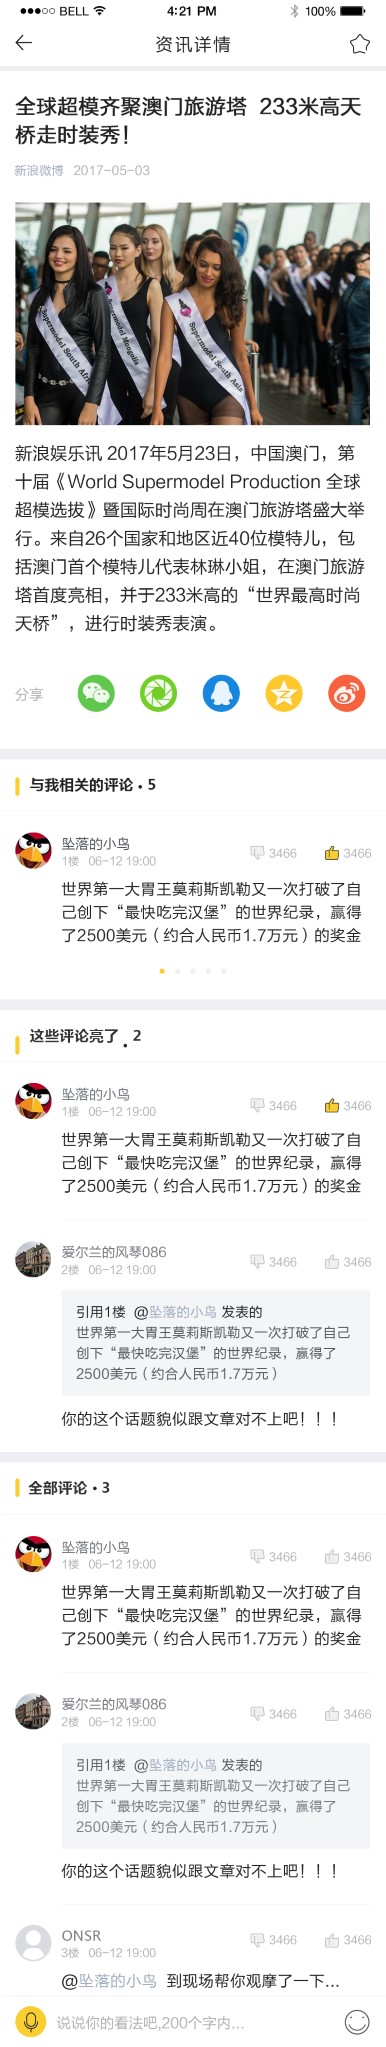 BELL 4:21 PM 100%
资讯详情
全球超模齐聚澳门旅游塔 233米高天
桥走时装秀！
新浪微博 2017-05-03
Supermodel South Afri
Supermodel Mongolia
Supermodel South Asia
新浪娱乐讯 2017年5月23日，中国澳门，第
十届《World Supermodel Production 全球
超模选拔》暨国际时尚周在澳门旅游塔盛大举
行。来自26个国家和地区近40位模特儿，包
括澳门首个模特儿代表林琳小姐，在澳门旅游
塔首度亮相，并于233米高的“世界最高时尚
天桥”，进行时装秀表演。
分享
与我相关的评论·5
坠落的小鸟
1楼 06-12 19:00 3466 3466
世界第一大胃王莫莉斯凯勒又一次打破了自
己创下“最快吃完汉堡”的世界纪录，赢得
了2500美元（约合人民币1.7万元）的奖金
这些评论亮了·2
坠落的小鸟
1楼 06-12 19:00 3466 3466
世界第一大胃王莫莉斯凯勒又一次打破了自
己创下“最快吃完汉堡”的世界纪录，赢得
了2500美元（约合人民币1.7万元）的奖金
爱尔兰的风琴086
2楼 06-12 19:00 3466 3466
引用1楼 @坠落的小鸟 发表的
世界第一大胃王莫莉斯凯勒又一次打破了自己
创下“最快吃完汉堡”的世界纪录，赢得了
2500美元（约合人民币1.7万元）
你的这个话题貌似跟文章对不上吧！！！
全部评论·3
坠落的小鸟
1楼 06-12 19:00 3466 3466
世界第一大胃王莫莉斯凯勒又一次打破了自
己创下“最快吃完汉堡”的世界纪录，赢得
了2500美元（约合人民币1.7万元）的奖金
爱尔兰的风琴086
2楼 06-12 19:00 3466 3466
引用1楼 @坠落的小鸟 发表的
世界第一大胃王莫莉斯凯勒又一次打破了自己
创下“最快吃完汉堡”的世界纪录，赢得了
2500美元（约合人民币1.7万元）
你的这个话题貌似跟文章对不上吧！！！
ONSR
3楼 06-12 19:00 3466 3466
@坠落的小鸟 到现场帮你观摩了一下...
说说你的看法吧,200个字内...